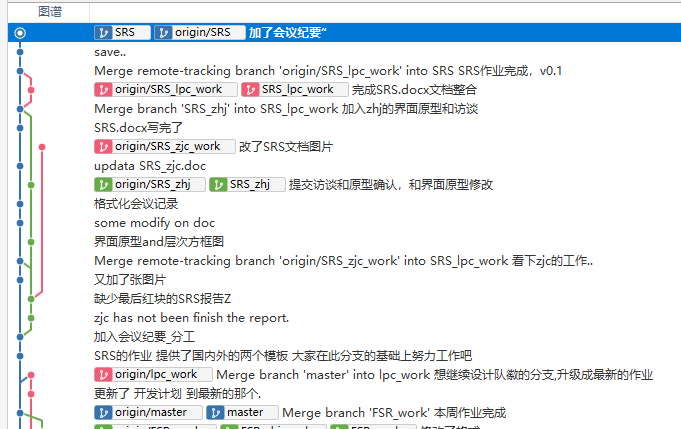 图谱
SRS origin/SRS 加了会议纪要“
save..
Merge remote-tracking branch 'origin/SRS_lpc_work' into SRS SRS作业完成，v0.1
origin/SRS_lpc_work SRS_lpc_work 完成SRS.docx文档整合
Merge branch 'SRS_zhj' into SRS_lpc_work 加入zhj的界面原型和访谈
SRS.docx写完了
origin/SRS_zjc_work 改了SRS文档图片
updata SRS_zjc.doc
origin/SRS_zhj SRS_zhj 提交访谈和原型确认，和界面原型修改
格式化会议记录
some modify on doc
界面原型and层次方框图
Merge remote-tracking branch 'origin/SRS_zjc_work' into SRS_lpc_work 看下zjc的工作..
又加了张图片
缺少最后红块的SRS报告Z
zjc has not been finish the report.
加入会议纪要_分工
SRS的作业 提供了国内外的两个模板 大家在此分支的基础上努力工作吧
origin/lpc_work Merge branch 'master' into lpc_work 想继续设计队徽的分支,升级成最新的作业
更新了 开发计划 到最新的那个.
origin/master master Merge branch 'FSR_work' 本周作业完成